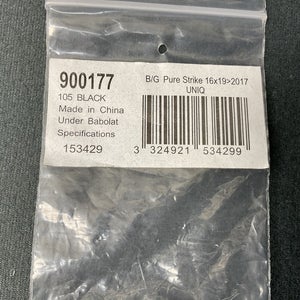 900177
105 BLACK
Made in China
Under Babolat
Specifications
153429
B/G Pure Strike 16x19>2017
UNIQ
3 324921 534299